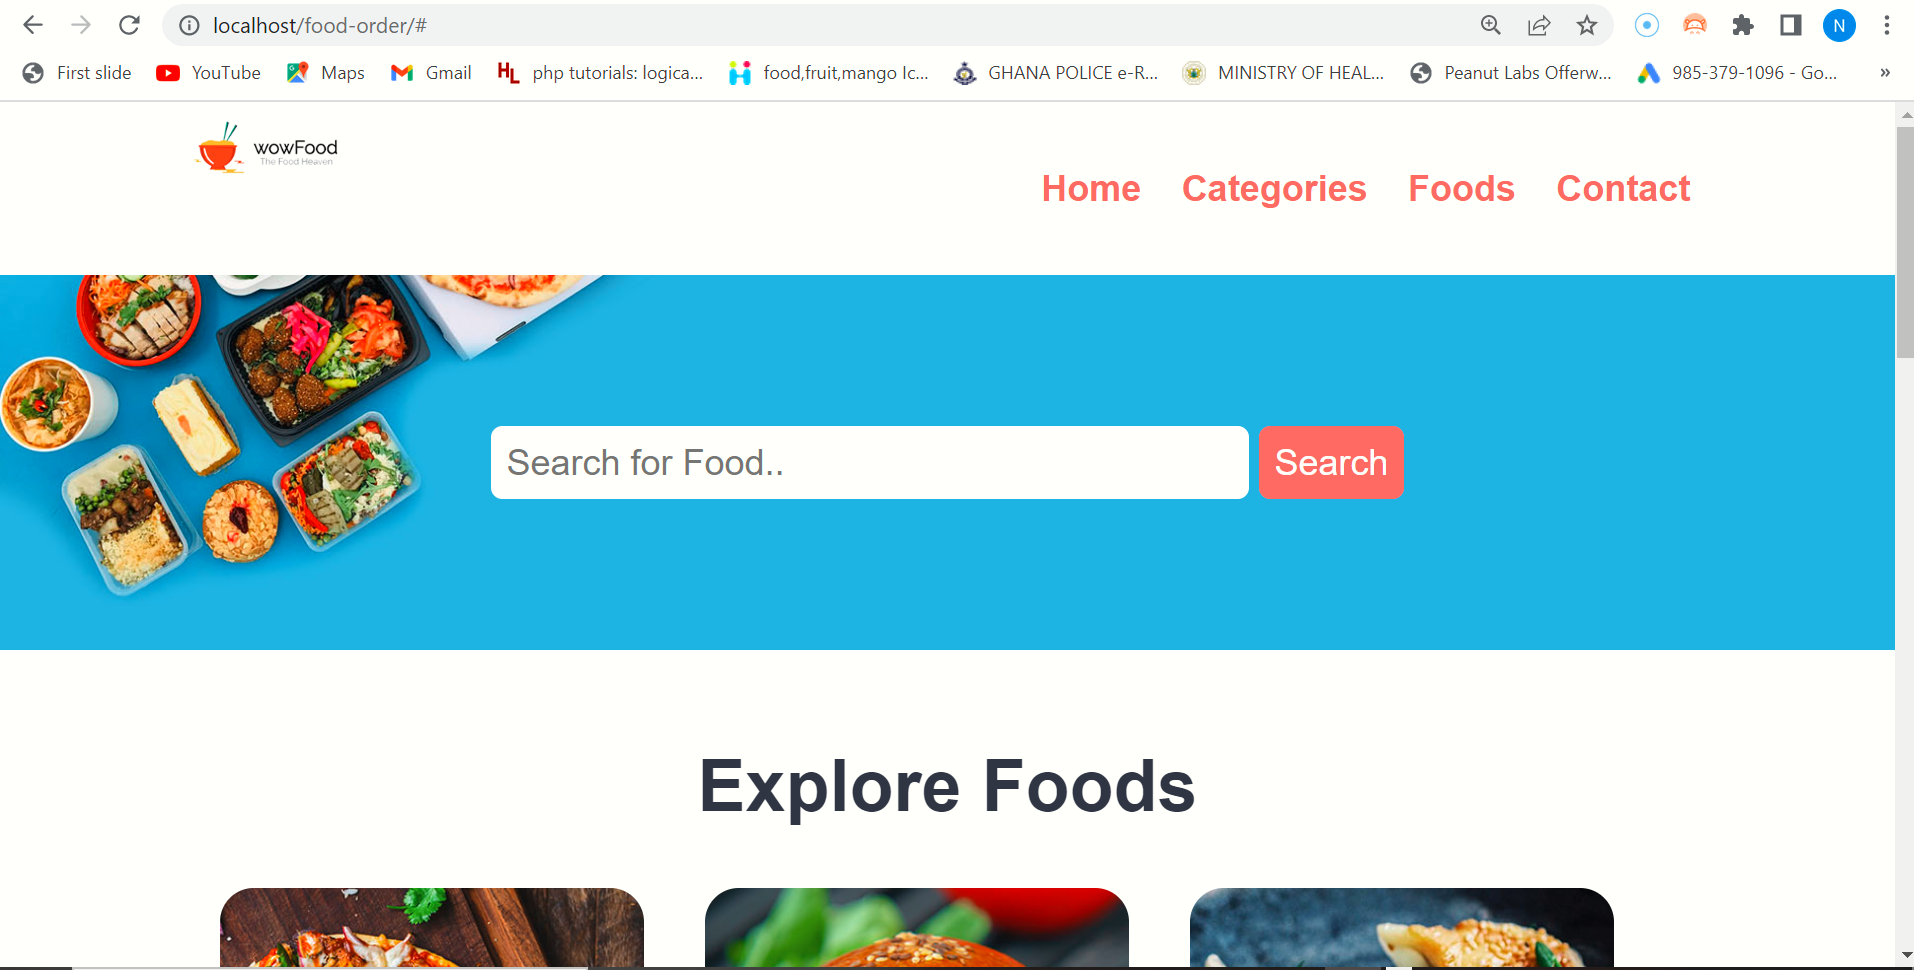 localhost/food-order/#
First slide YouTube Maps Gmail php tutorials: logica... food,fruit,mango Ic... GHANA POLICE e-R... MINISTRY OF HEAL... Peanut Labs Offerw... 985-379-1096 - Go... »
N
HL
wowFood
The Food Heaven
Home Categories Foods Contact
Search for Food.. Search
Explore Foods